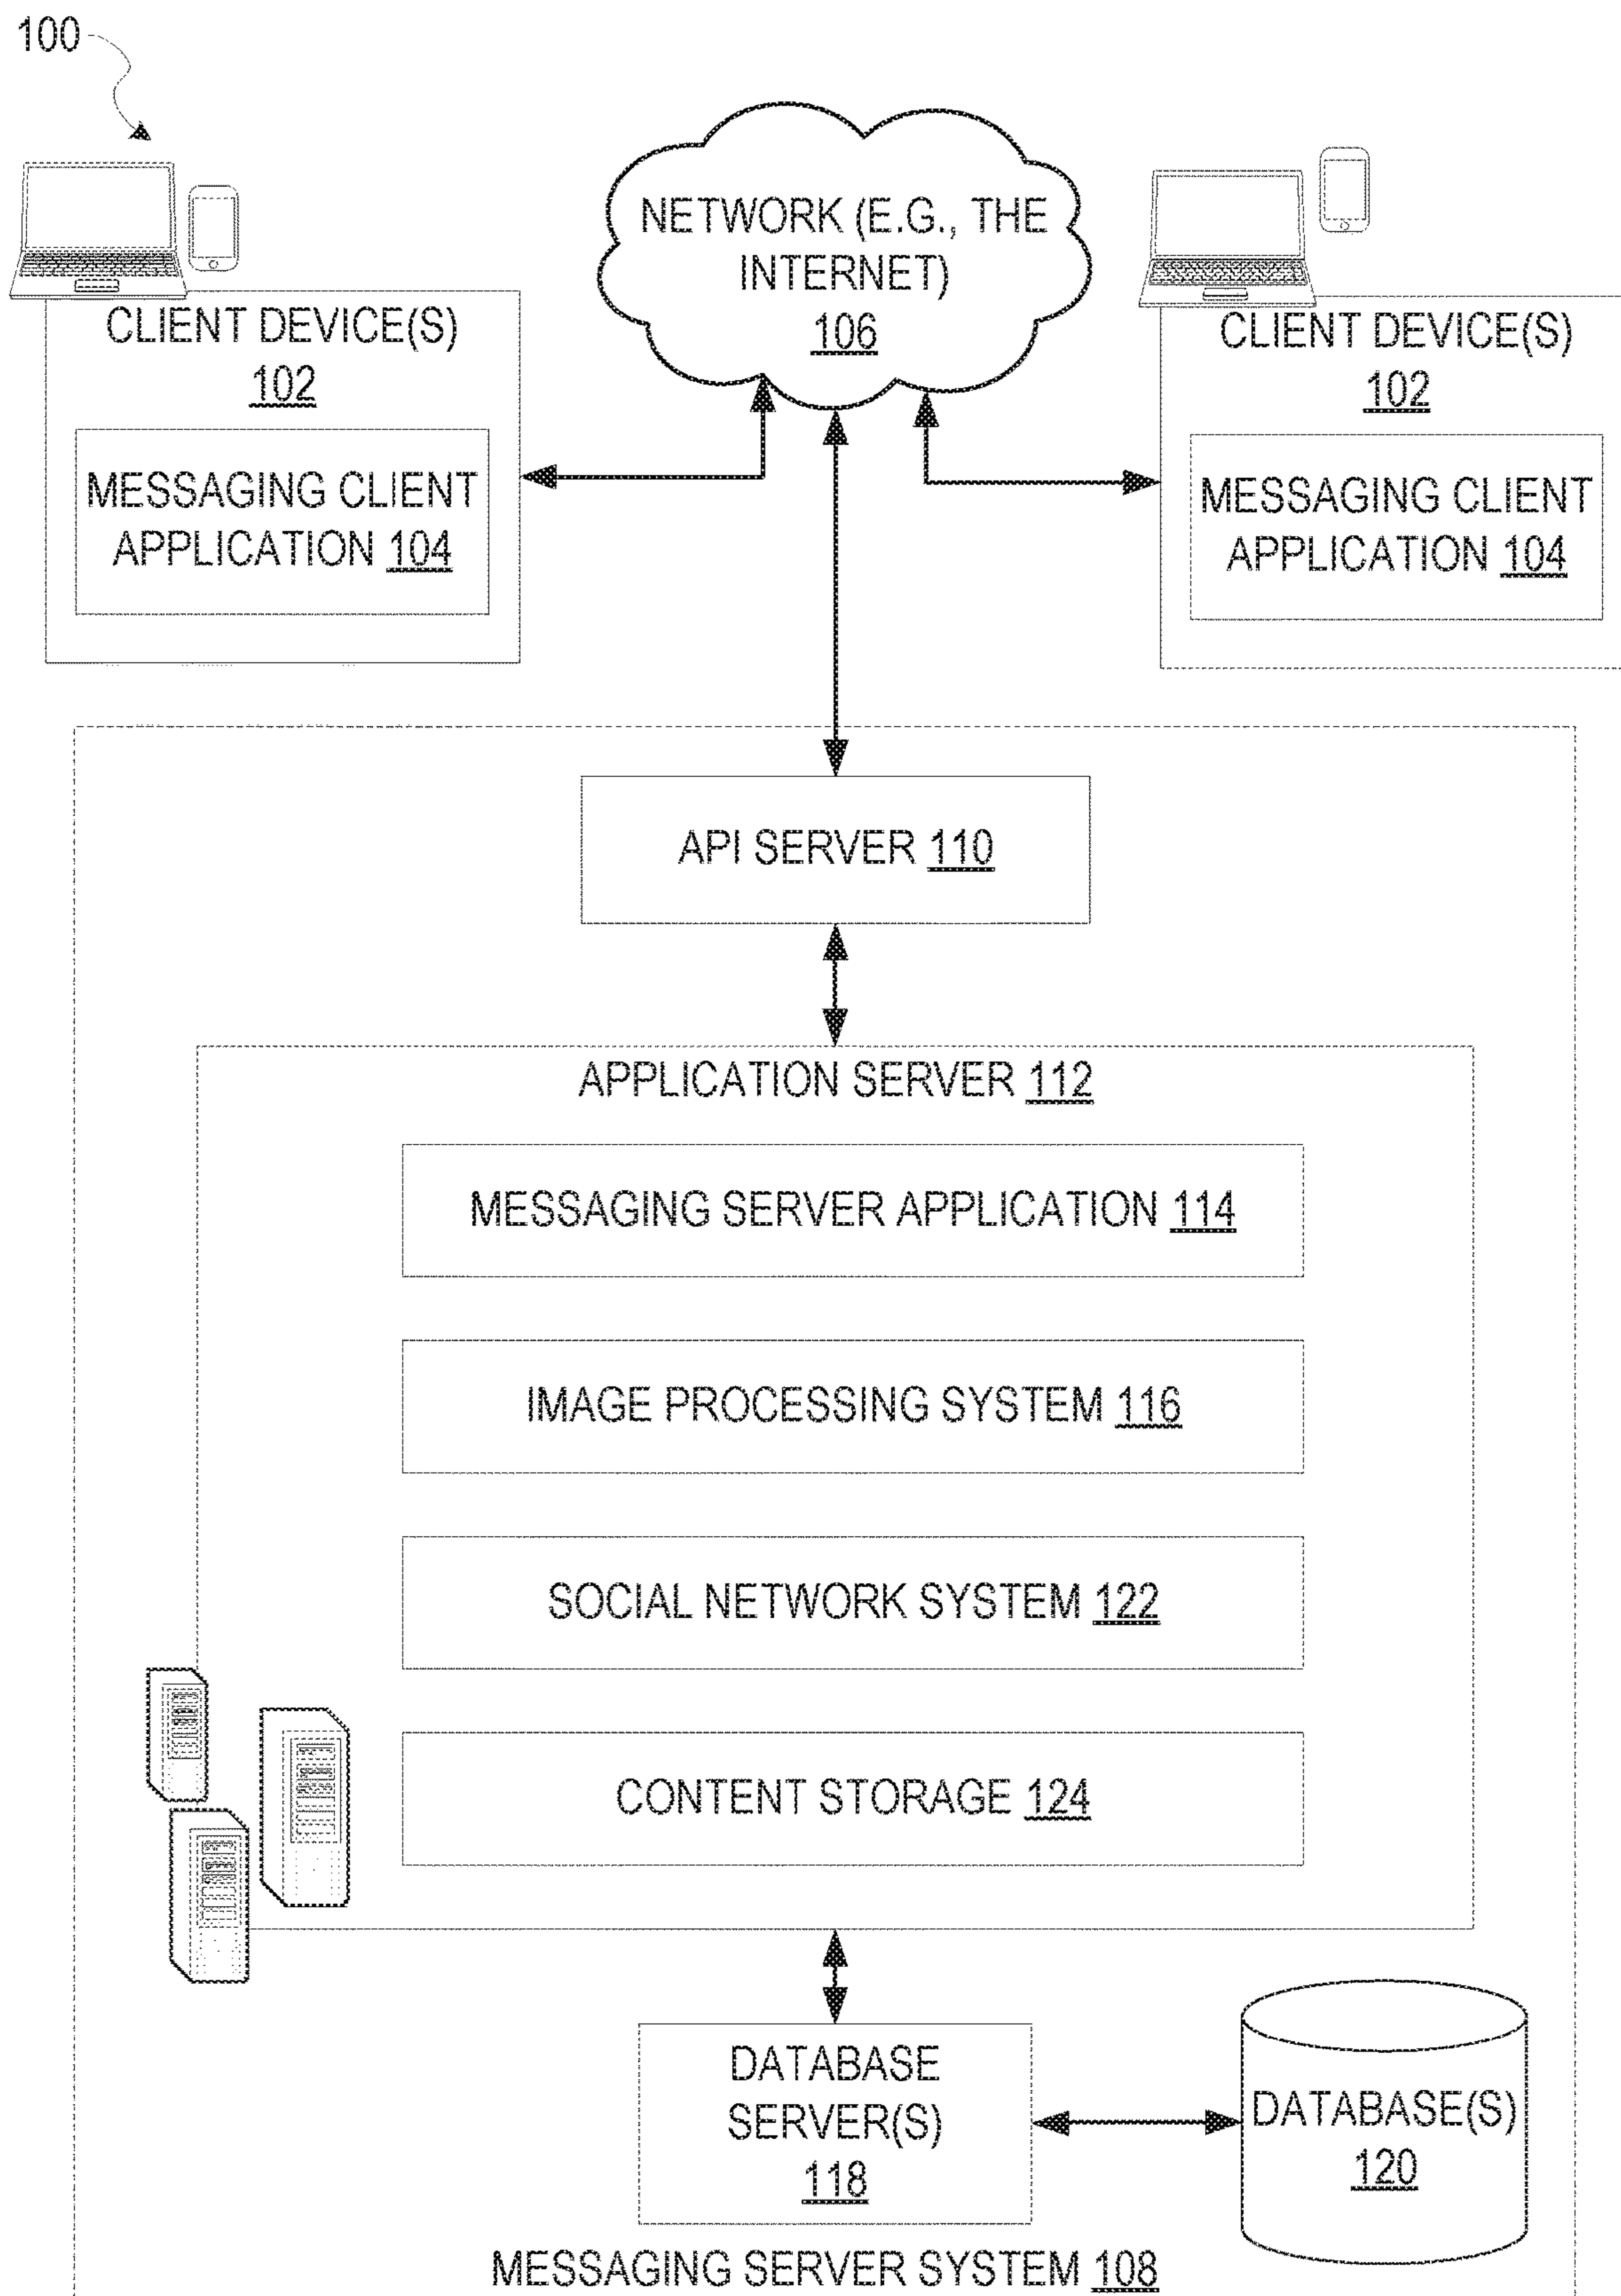 100
NETWORK (E.G., THE
INTERNET)
106
CLIENT DEVICE(S)
102
MESSAGING CLIENT
APPLICATION 104
CLIENT DEVICE(S)
102
MESSAGING CLIENT
APPLICATION 104
API SERVER 110
APPLICATION SERVER 112
MESSAGING SERVER APPLICATION 114
IMAGE PROCESSING SYSTEM 116
SOCIAL NETWORK SYSTEM 122
CONTENT STORAGE 124
DATABASE
SERVER(S)
118
DATABASE(S)
120
MESSAGING SERVER SYSTEM 108